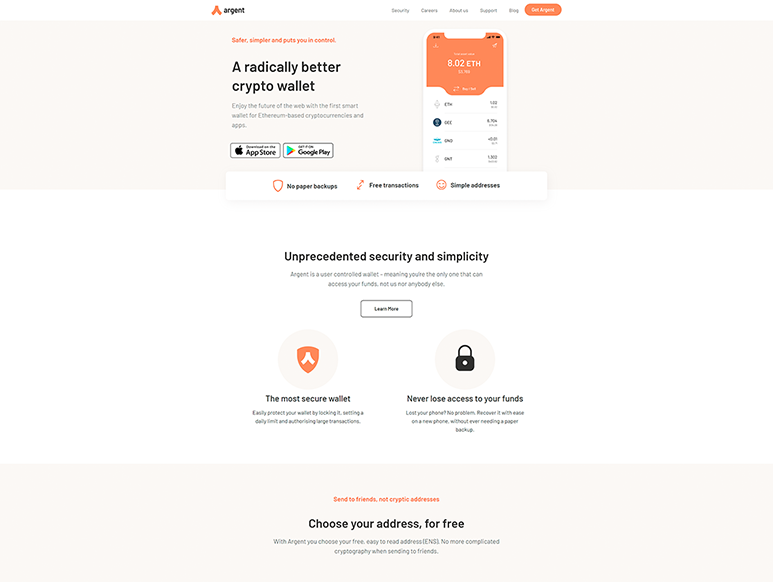 argent
Security Careers About us Support Blog Get Argent
Safer, simpler and puts you in control.
A radically better
crypto wallet
Enjoy the future of the web with the first smart
wallet for Ethereum-based cryptocurrencies and
apps.
Download on the
App Store
GET IT ON
Google Play
8.02 ETH
ETH 1.02
GEE 6.704
UNO +0.01
ONT 1,002
No paper backups
Free transactions
Simple addresses
Unprecedented security and simplicity
Argent is a user controlled wallet – meaning you're the only one that can
access your funds, not us nor anybody else.
Learn More
The most secure wallet
Easily protect your wallet by locking it, setting a
daily limit and authorising large transactions.
Never lose access to your funds
Lost your phone? No problem. Recover it with ease
on a new phone, without ever needing a paper
backup.
Send to friends, not cryptic addresses
Choose your address, for free
With Argent you choose your free, easy to read address (ENS). No more complicated
cryptography when sending to friends.